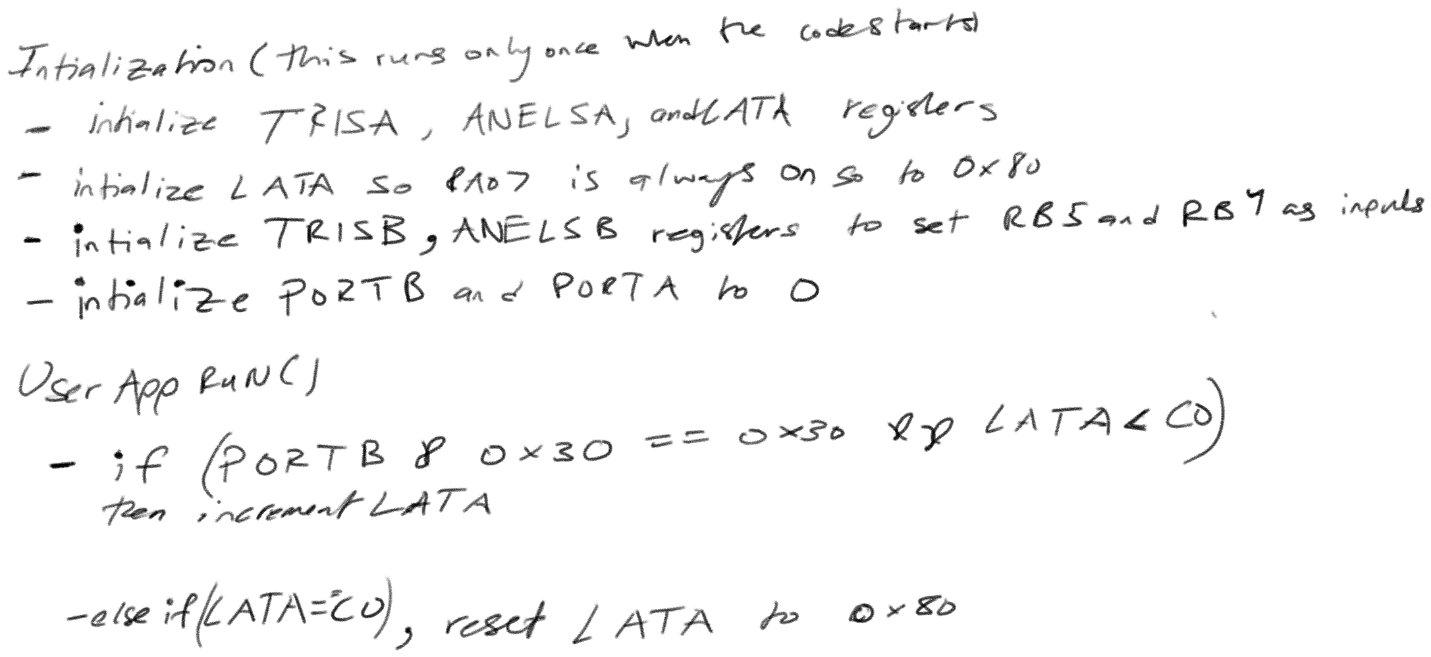 Intialization (this runs only once when the code starts)
- intialize TRISA, ANELSA, and LATA registers
- intialize LATA so RA07 is always on so to 0x80
- intialize TRISB, ANELSB registers to set RB5 and RB4 as inputs
- intialize PORTB and PORTA to 0
User App RUN()
- if (PORTB & 0x30 == 0x30 && LATA < C0)
then increment LATA
- else if (LATA == C0), reset LATA to 0x80